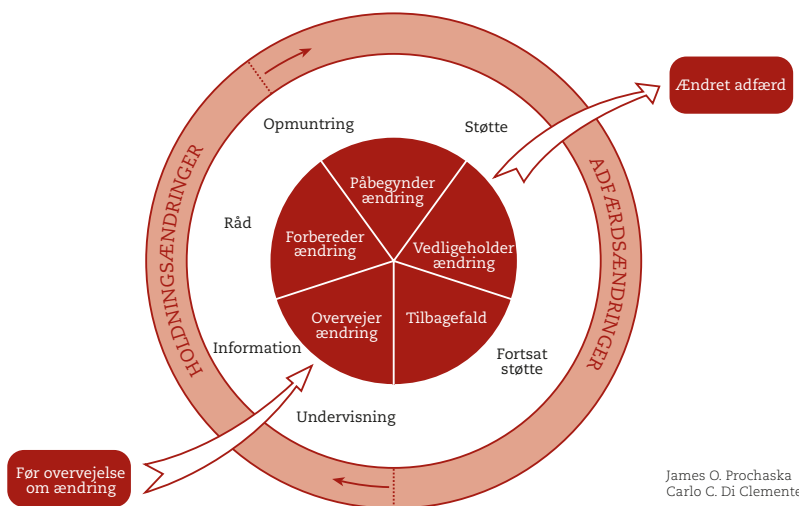 Ændret adfærd
Opmuntring
Støtte
HOLDNINGSÆNDRINGER
ADFÆRDSÆNDRINGER
Påbegynder
ændring
Råd
Forbereder
ændring
Vedligeholder
ændring
Overvejer
ændring
Tilbagefald
Information
Fortsat
støtte
Undervisning
Før overvejelse
om ændring
James O. Prochaska
Carlo C. Di Clemente